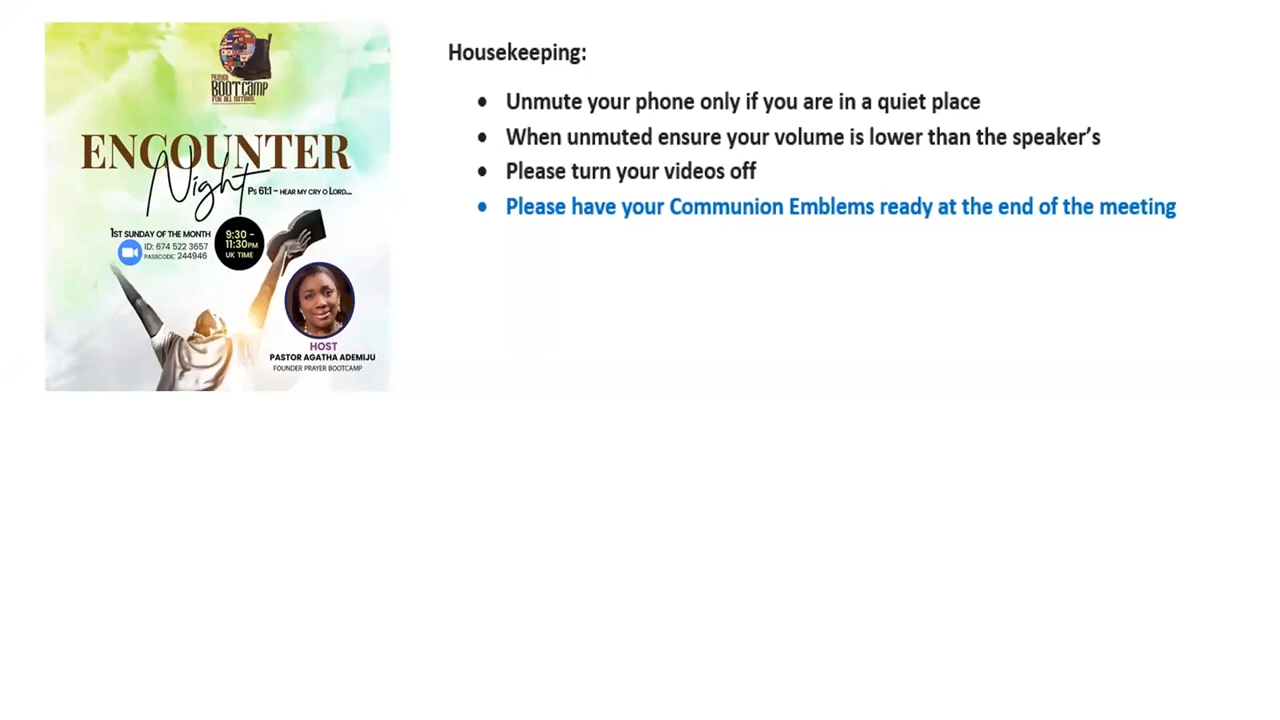 PRAYER
BOOTCAMP
FOR ALL NATIONS
ENCOUNTER
Night
Ps 61:1 – HEAR MY CRY O LORD...
1ST SUNDAY OF THE MONTH
ID: 674 522 3657
PASSCODE: 244946
9:30 –
11:30PM
UK TIME
HOST
PASTOR AGATHA ADEMIJU
FOUNDER PRAYER BOOTCAMP
Housekeeping:
• Unmute your phone only if you are in a quiet place
• When unmuted ensure your volume is lower than the speaker’s
• Please turn your videos off
• Please have your Communion Emblems ready at the end of the meeting